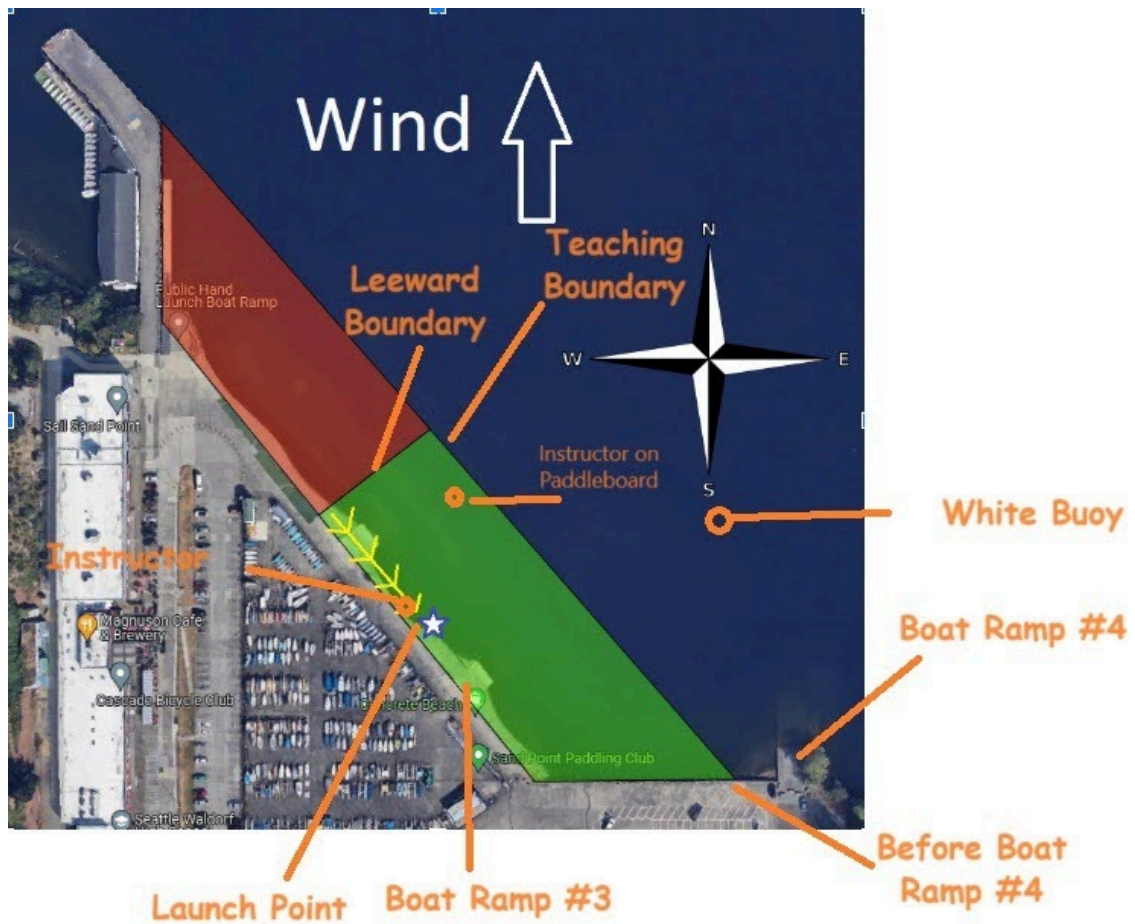 Wind
N
Teaching
Boundary
Leeward
Boundary
Public Hand
Launch Boat Ramp
W
E
Sail Sand Point
Instructor on
Paddleboard
S
White Buoy
Instructor
Magnuson Cafe
& Brewery
Boat Ramp #4
Cascade Bicycle Club
Concrete Beach
Sand Point Paddling Club
Seattle Waldorf
Before Boat
Ramp #4
Launch Point
Boat Ramp #3